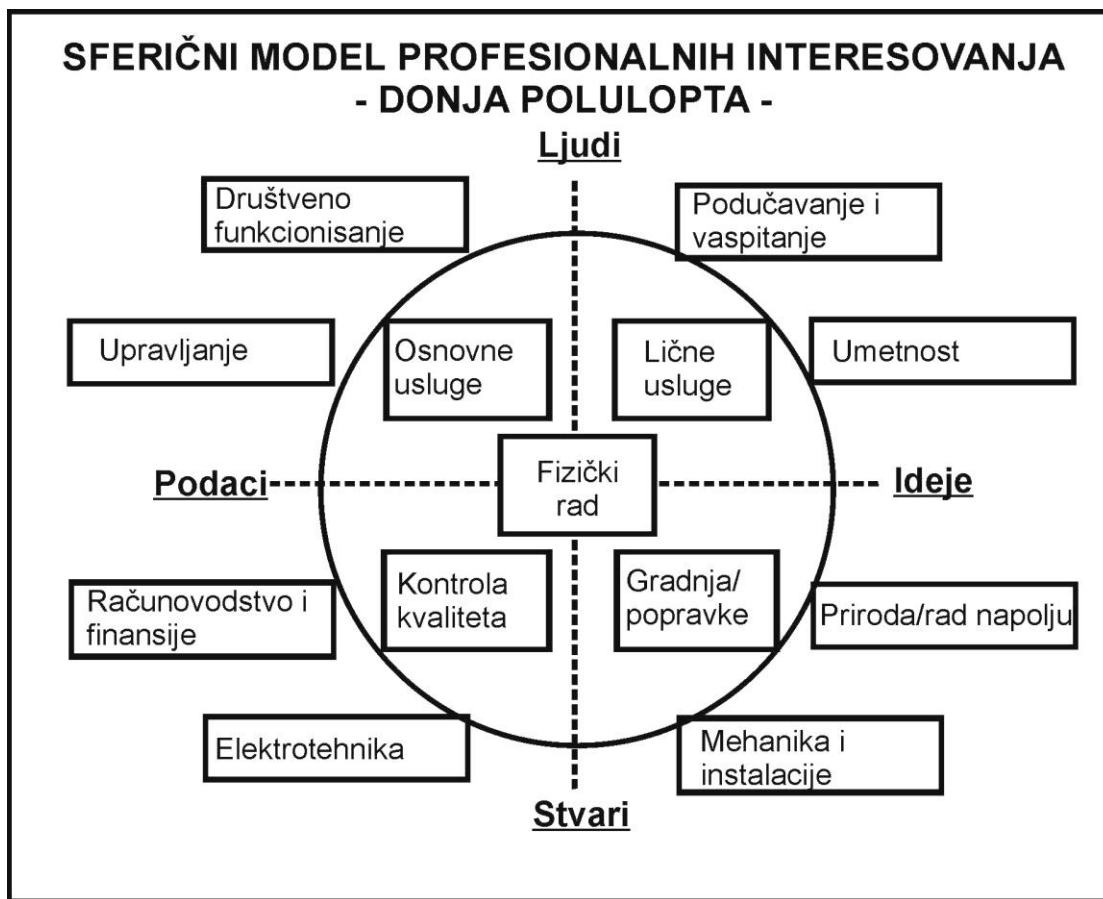 SFERIČNI MODEL PROFESIONALNIH INTERESOVANJA
- DONJA POLULOPTA -
Ljudi
Društveno
funkcionisanje
Podučavanje i
vaspitanje
Upravljanje
Osnovne
usluge
Lične
usluge
Umetnost
Podaci
Fizički
rad
Ideje
Računovodstvo i
finansije
Kontrola
kvaliteta
Gradnja/
popravke
Priroda/rad napolju
Elektrotehnika
Mehanika i
instalacije
Stvari